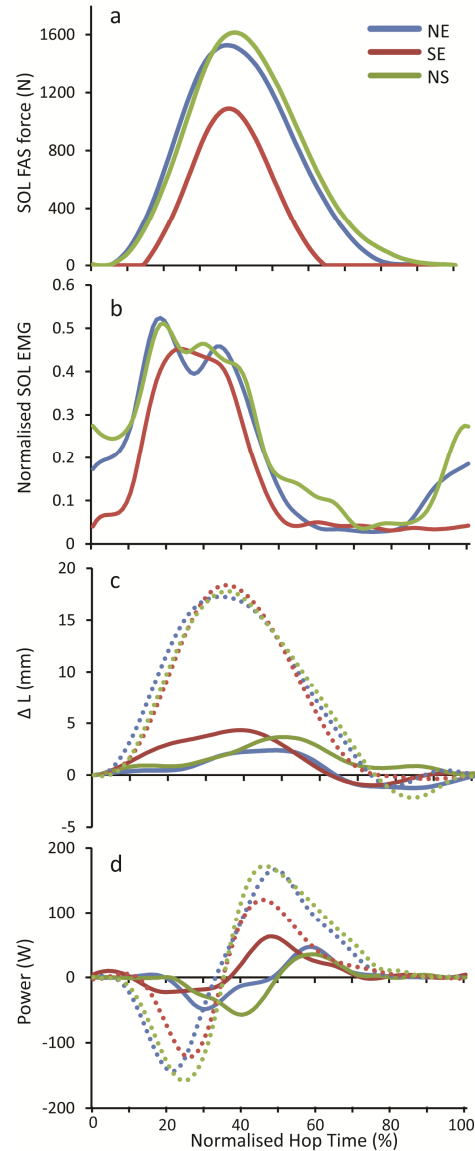 a
NE
SE
NS
SOL FAS force (N)
1600
1200
800
400
0
b
Normalised SOL EMG
0.6
0.5
0.4
0.3
0.2
0.1
0
c
Δ L (mm)
20
15
10
5
0
-5
d
Power (W)
200
100
0
-100
-200
0 20 40 60 80 100
Normalised Hop Time (%)